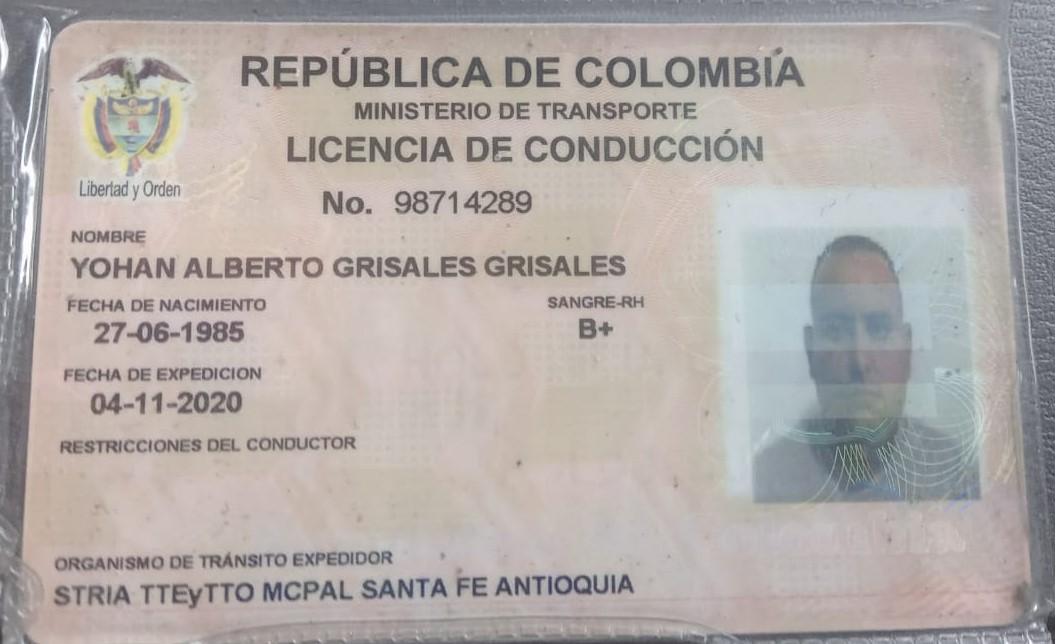 REPÚBLICA DE COLOMBIA
MINISTERIO DE TRANSPORTE
LICENCIA DE CONDUCCIÓN
Libertad y Orden
No. 98714289
NOMBRE
YOHAN ALBERTO GRISALES GRISALES
FECHA DE NACIMIENTO
27-06-1985
SANGRE-RH
B+
FECHA DE EXPEDICION
04-11-2020
RESTRICCIONES DEL CONDUCTOR
ORGANISMO DE TRÁNSITO EXPEDIDOR
STRIA TTEyTTO MCPAL SANTA FE ANTIOQUIA